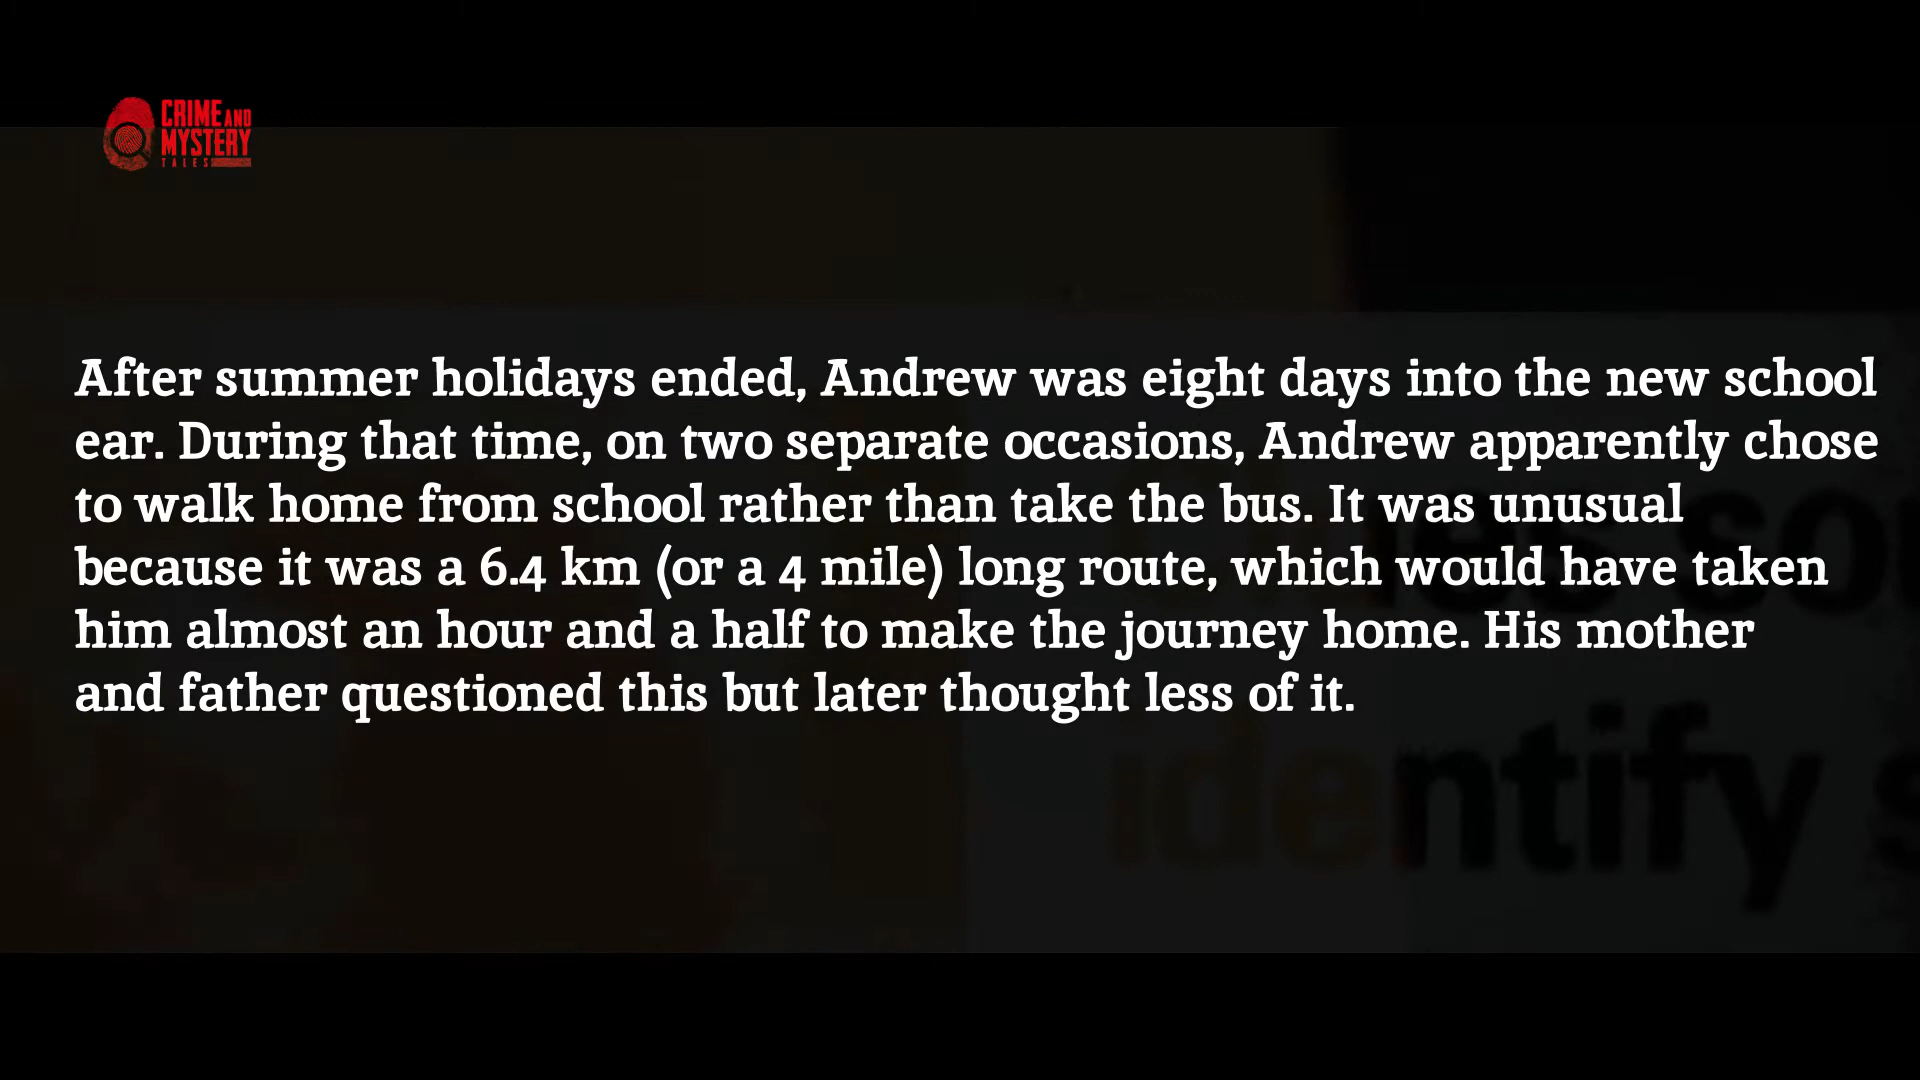 CRIME AND
MYSTERY
TALES
After summer holidays ended, Andrew was eight days into the new school
ear. During that time, on two separate occasions, Andrew apparently chose
to walk home from school rather than take the bus. It was unusual
because it was a 6.4 km (or a 4 mile) long route, which would have taken
him almost an hour and a half to make the journey home. His mother
and father questioned this but later thought less of it.
identify